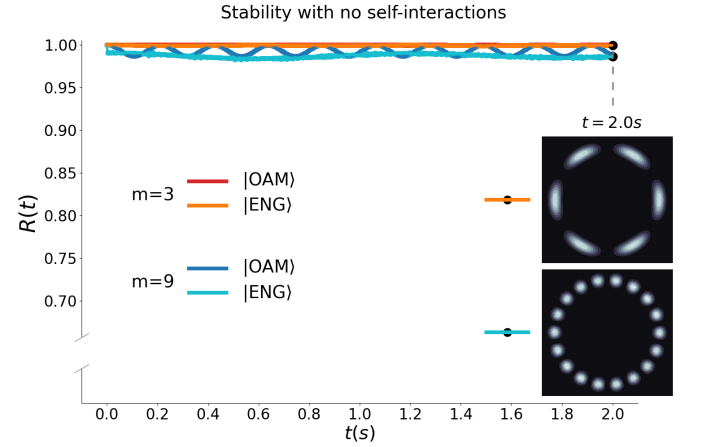 Stability with no self-interactions
1.00
0.95
0.90
0.85
0.80
0.75
0.70
R(t)
m=3
|OAM⟩
|ENG⟩
m=9
|OAM⟩
|ENG⟩
t = 2.0s
0.0 0.2 0.4 0.6 0.8 1.0 1.2 1.4 1.6 1.8 2.0
t(s)